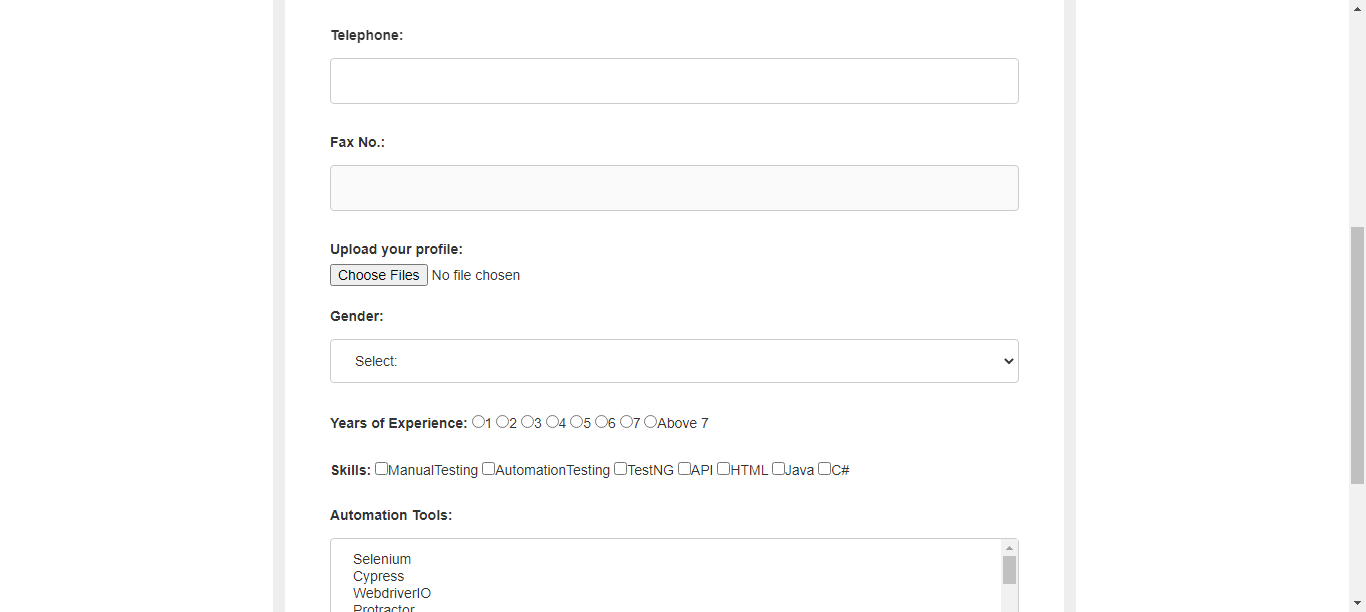 Telephone:
Fax No.:
Upload your profile:
Choose Files No file chosen
Gender:
Select:
Years of Experience: 1 2 3 4 5 6 7 Above 7
Skills: ManualTesting AutomationTesting TestNG API HTML Java C#
Automation Tools:
Selenium
Cypress
WebdriverIO
Protractor